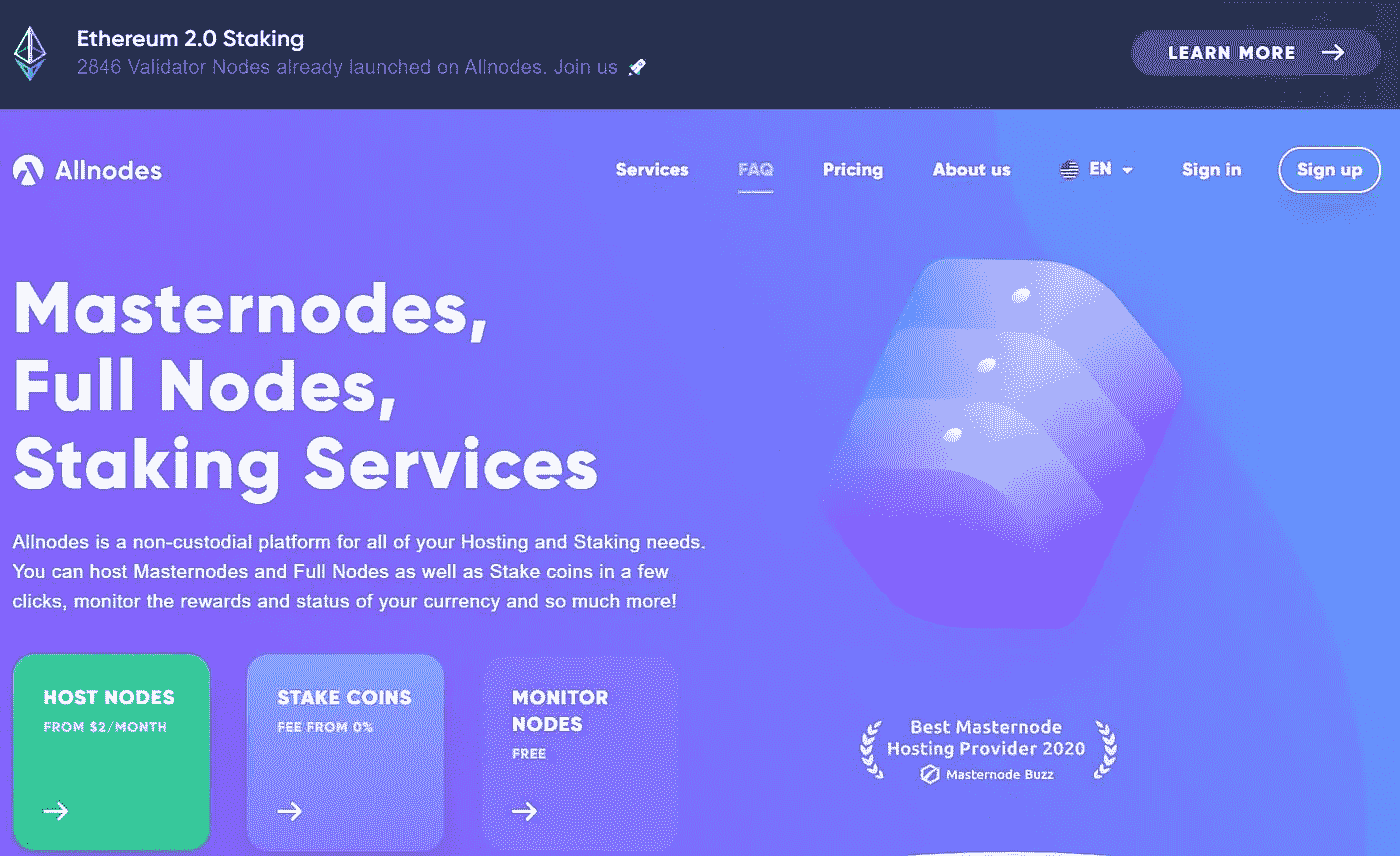 Ethereum 2.0 Staking
2846 Validator Nodes already launched on Allnodes. Join us 🚀
LEARN MORE →
Allnodes
Services
FAQ
Pricing
About us
EN
Sign in
Sign up
Masternodes,
Full Nodes,
Staking Services
Allnodes is a non-custodial platform for all of your Hosting and Staking needs.
You can host Masternodes and Full Nodes as well as Stake coins in a few
clicks, monitor the rewards and status of your currency and so much more!
HOST NODES
FROM $2/MONTH
STAKE COINS
FEE FROM 0%
MONITOR
NODES
FREE
Best Masternode
Hosting Provider 2020
Masternode Buzz